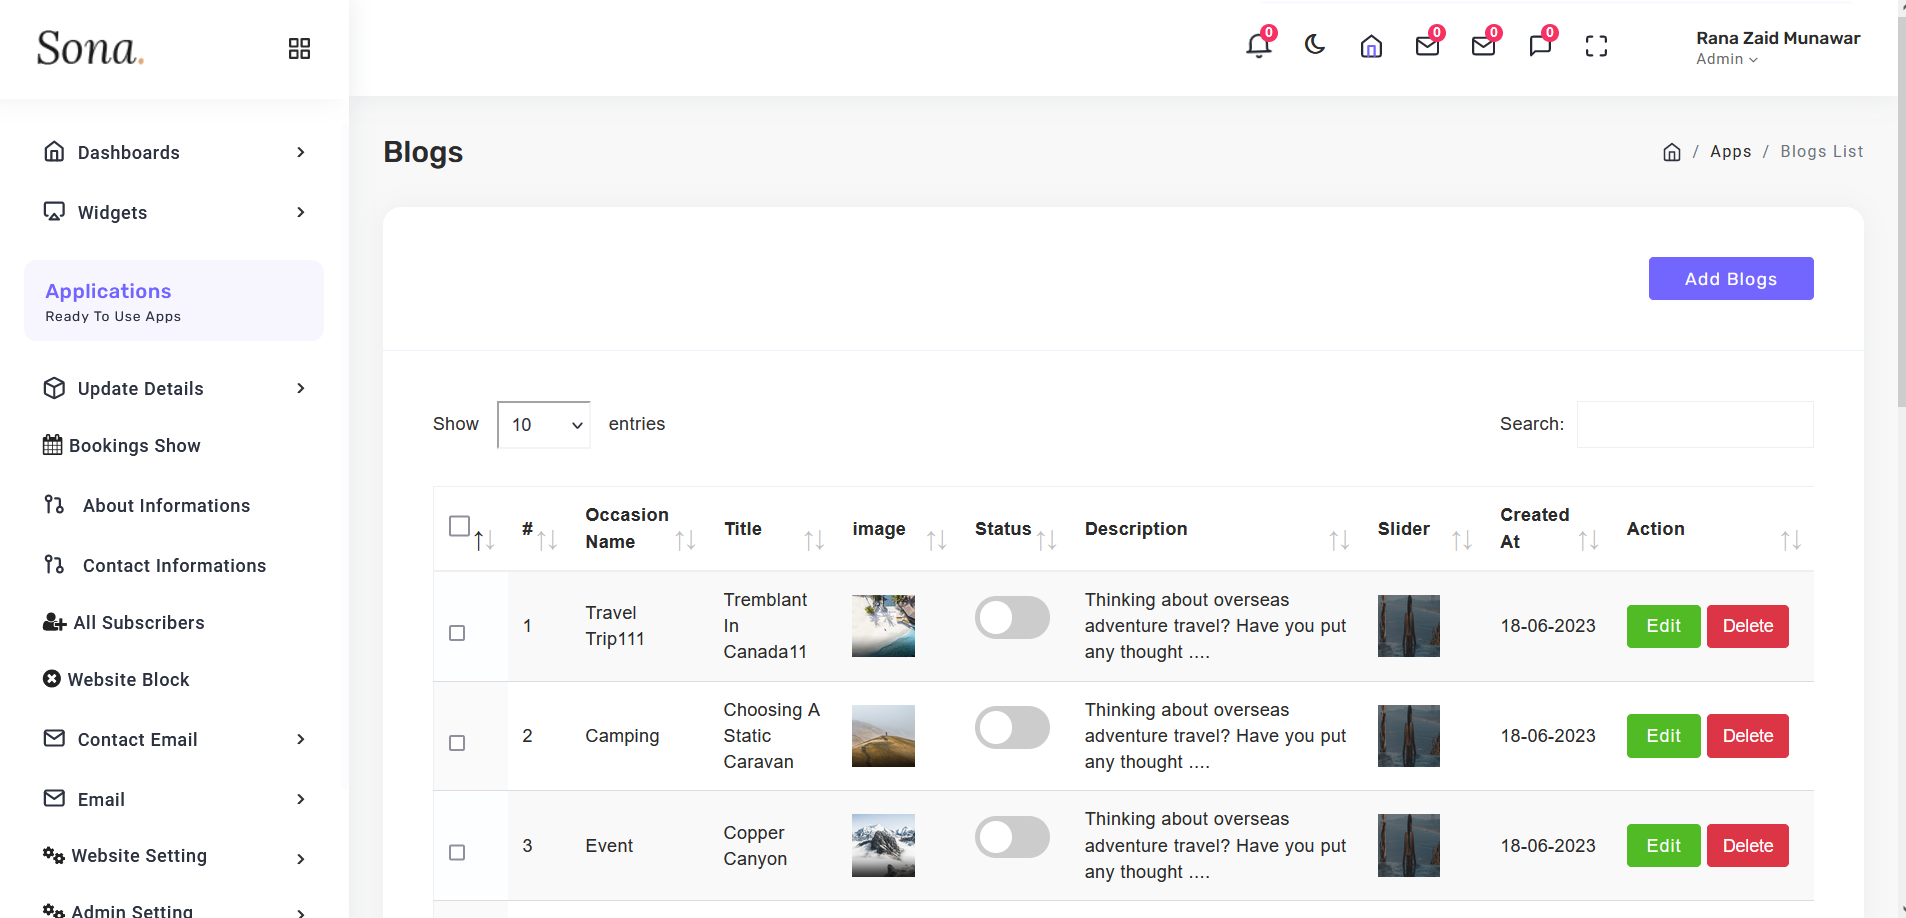 Sona.
0
0
0
0
Rana Zaid Munawar
Admin
Dashboards
Widgets
Applications
Ready To Use Apps
Update Details
Bookings Show
About Informations
Contact Informations
All Subscribers
Website Block
Contact Email
Email
Website Setting
Admin Setting
Blogs
/ Apps / Blogs List
Add Blogs
Show 10 entries
Search:
# Occasion Name Title image Status Description Slider Created At Action
1
Travel
Trip111
Tremblant
In
Canada11
Thinking about overseas
adventure travel? Have you put
any thought ....
18-06-2023
Edit Delete
2
Camping
Choosing A
Static
Caravan
Thinking about overseas
adventure travel? Have you put
any thought ....
18-06-2023
Edit Delete
3
Event
Copper
Canyon
Thinking about overseas
adventure travel? Have you put
any thought ....
18-06-2023
Edit Delete